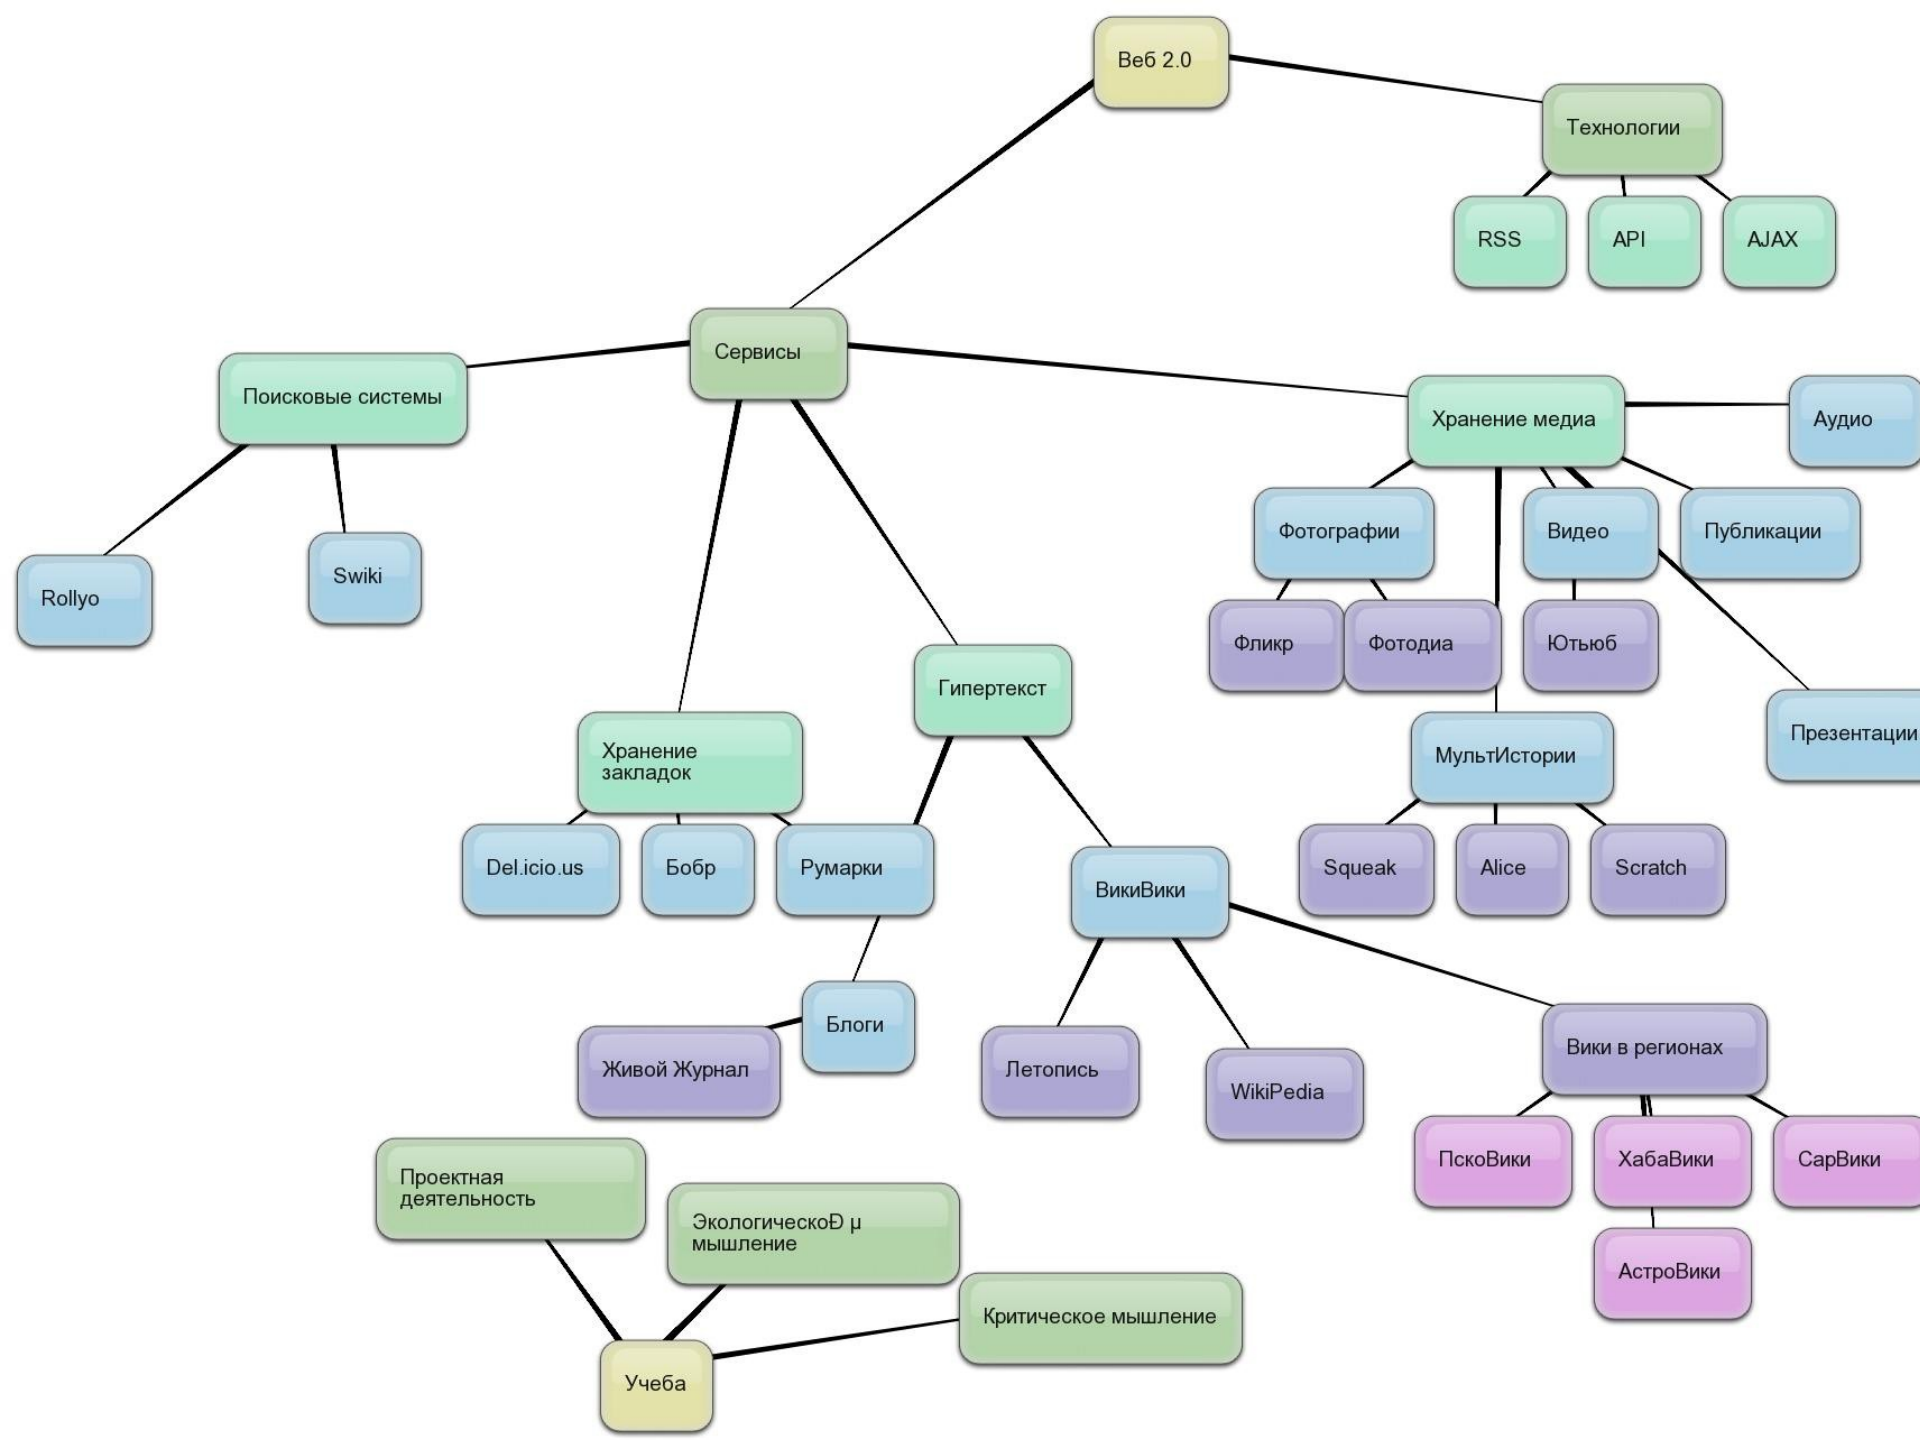 Веб 2.0
Технологии
RSS
API
AJAX
Сервисы
Поисковые системы
Хранение медиа
Аудио
Фотографии
Видео
Публикации
Rollyo
Swiki
Фликр
Фотодиа
Ютьюб
Гипертекст
Презентации
Хранение
закладок
МультИстории
Del.icio.us
Бобр
Румарки
ВикиВики
Squeak
Alice
Scratch
Блоги
Живой Журнал
Летопись
WikiPedia
Вики в регионах
ПскоВики
ХабаВики
СарВики
Проектная
деятельность
ЭкологическоÐ µ
мышление
АстроВики
Критическое мышление
Учеба